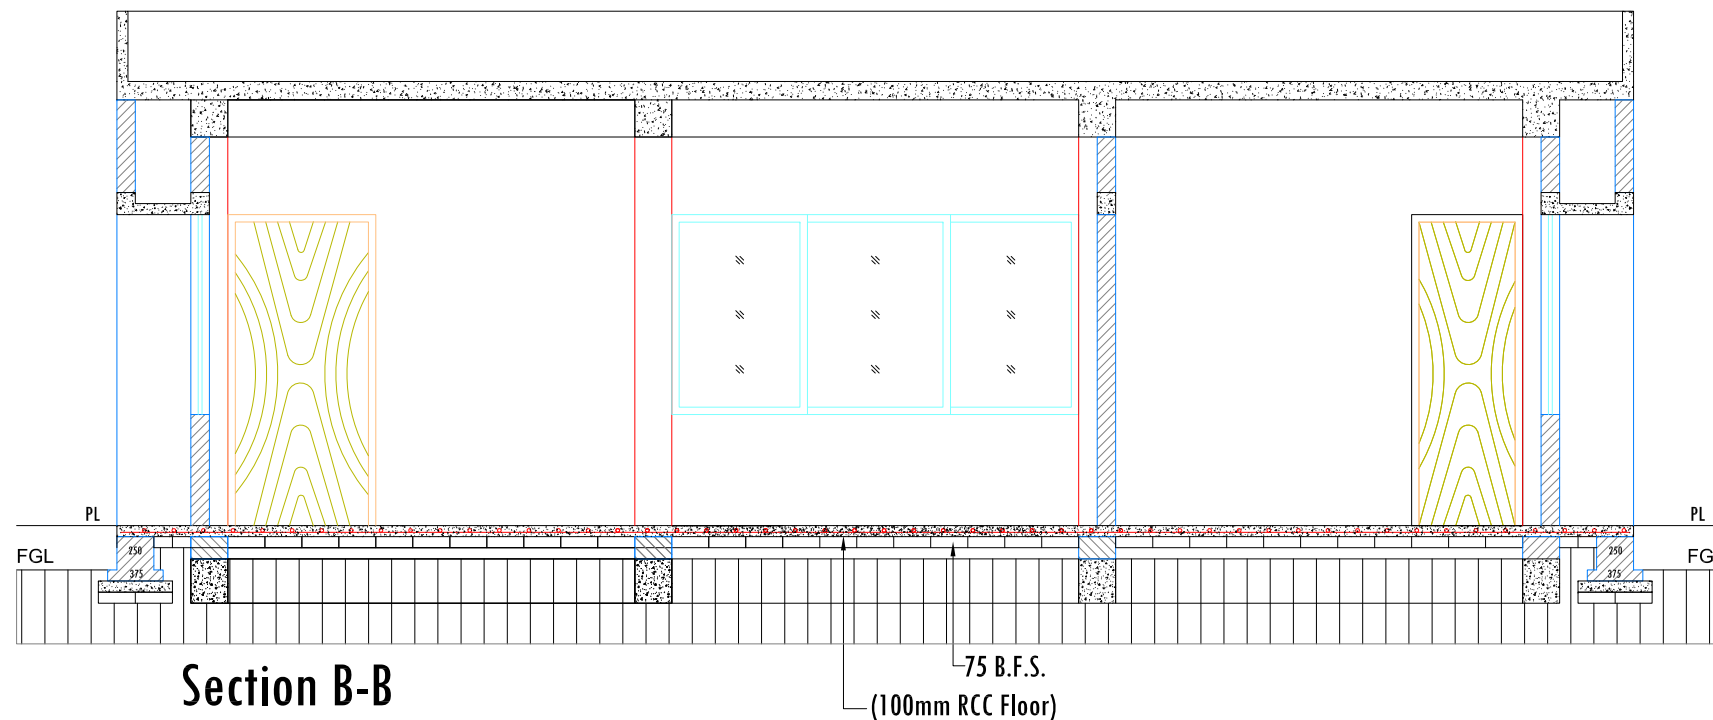 PL
PL
FGL
250
375
250
375
FG
75 B.F.S.
(100mm RCC Floor)
Section B-B